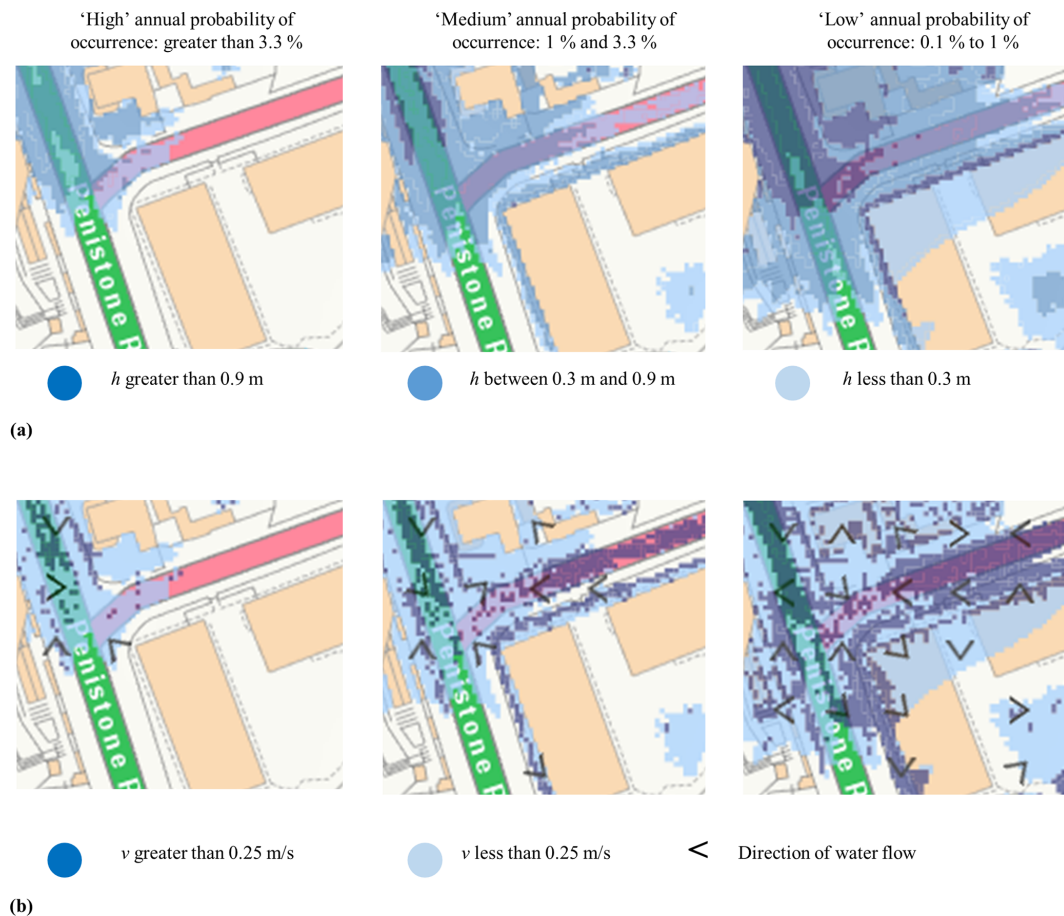 ‘High’ annual probability of
occurrence: greater than 3.3 %
‘Medium’ annual probability of
occurrence: 1 % and 3.3 %
‘Low’ annual probability of
occurrence: 0.1 % to 1 %
Penistone R
Penistone R
Penistone R
h greater than 0.9 m
h between 0.3 m and 0.9 m
h less than 0.3 m
(a)
Penistone R
Penistone R
Penistone R
v greater than 0.25 m/s
v less than 0.25 m/s
< Direction of water flow
(b)